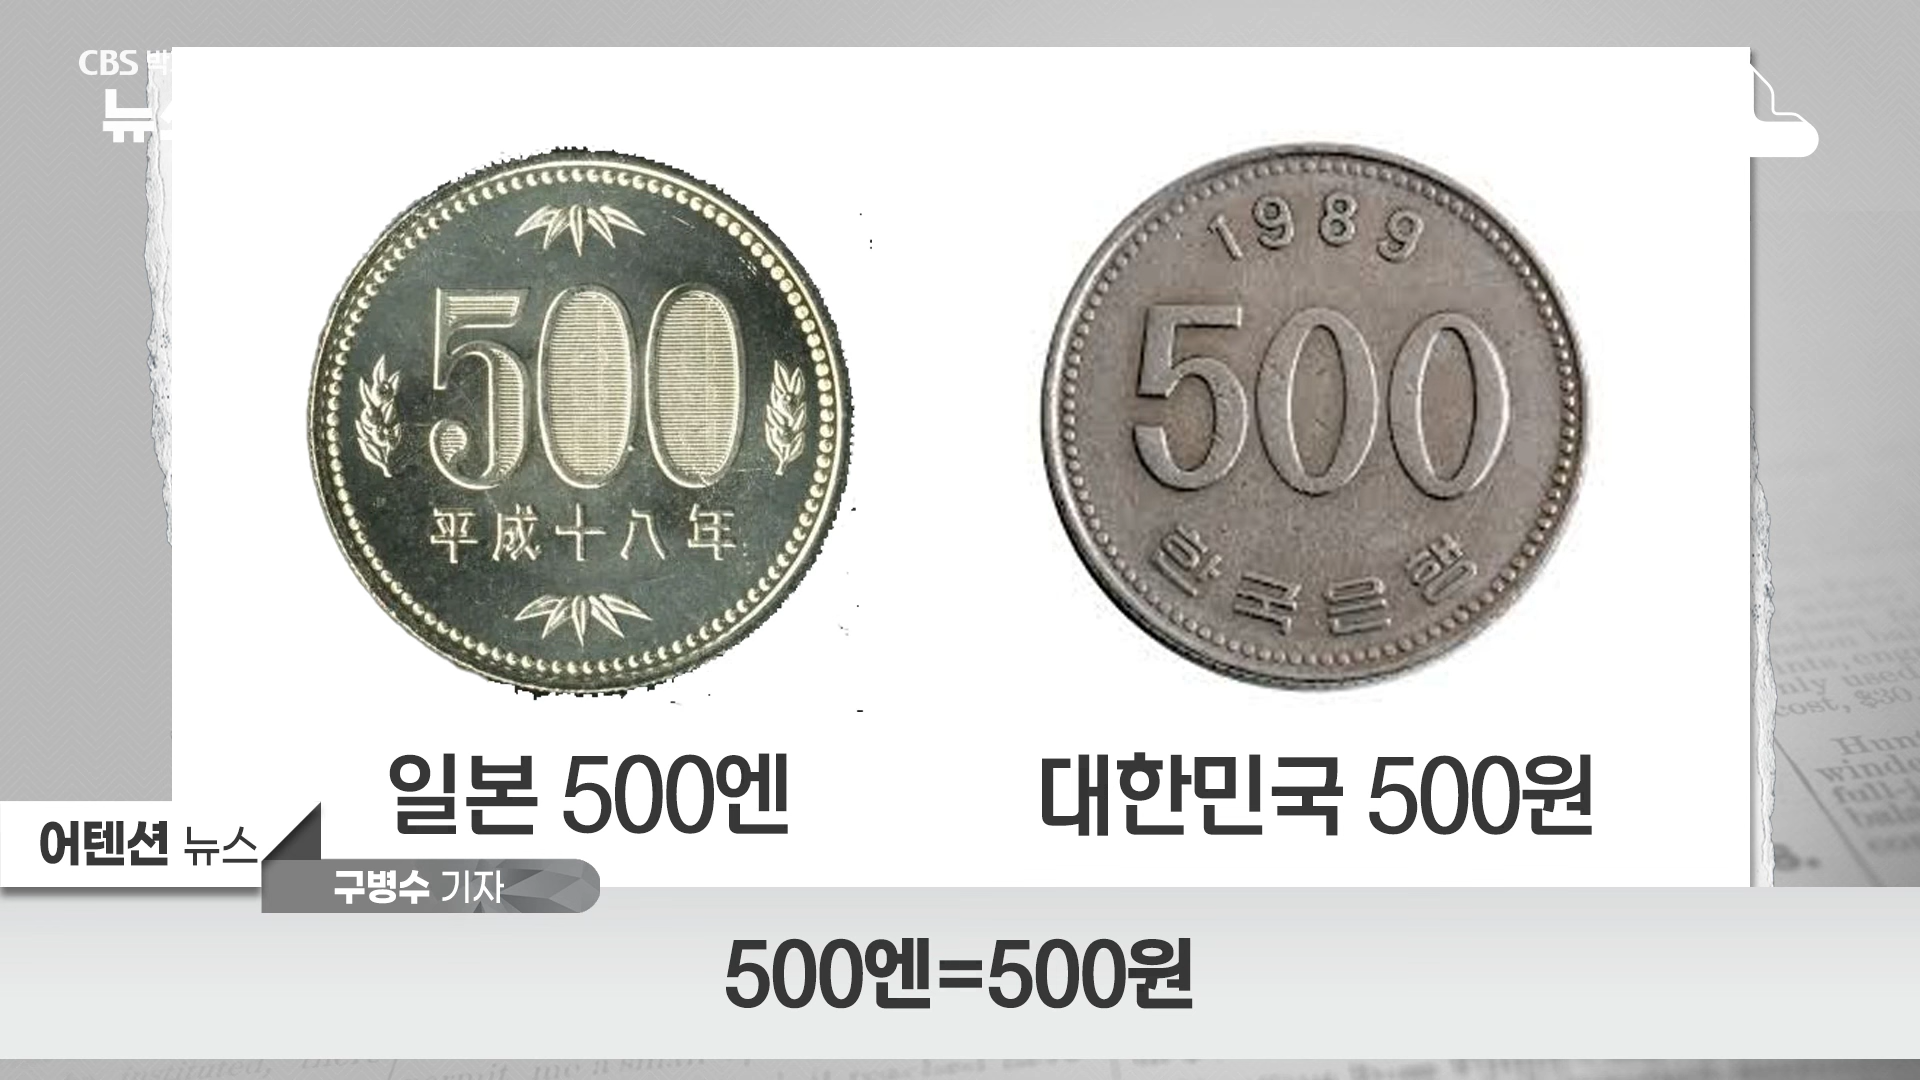 CBS
500
平成十八年
1989
500
한국은행
일본 500엔
대한민국 500원
어텐션 뉴스
구병수 기자
500엔=500원